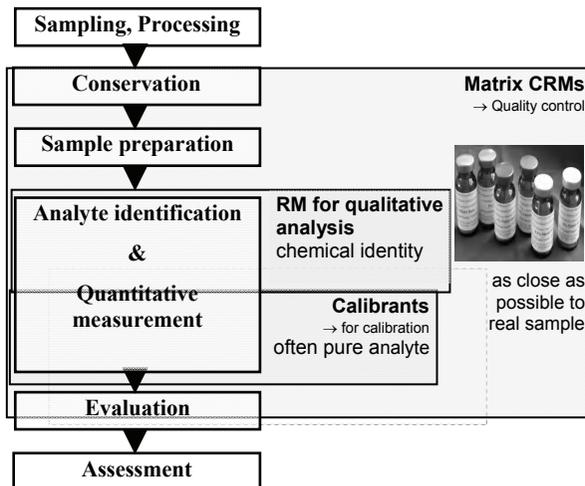 Sampling, Processing
Conservation
Matrix CRMs
→ Quality control
Sample preparation
Analyte identification
&
Quantitative
measurement
RM for qualitative
analysis
chemical identity
as close as
possible to
real sample
Calibrants
→ for calibration
often pure analyte
Evaluation
Assessment